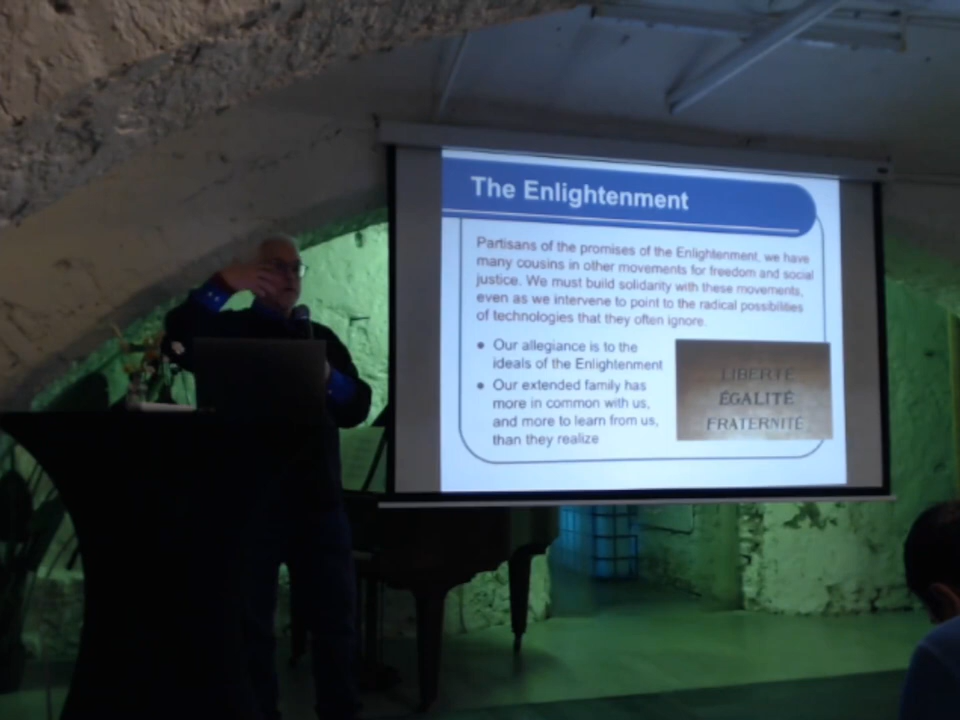 The Enlightenment
Partisans of the promises of the Enlightenment, we have
many cousins in other movements for freedom and social
justice. We must build solidarity with these movements,
even as we intervene to point to the radical possibilities
of technologies that they often ignore.
• Our allegiance is to the
ideals of the Enlightenment
• Our extended family has
more in common with us,
and more to learn from us,
than they realize
LIBERTÉ
ÉGALITÉ
FRATERNITÉ